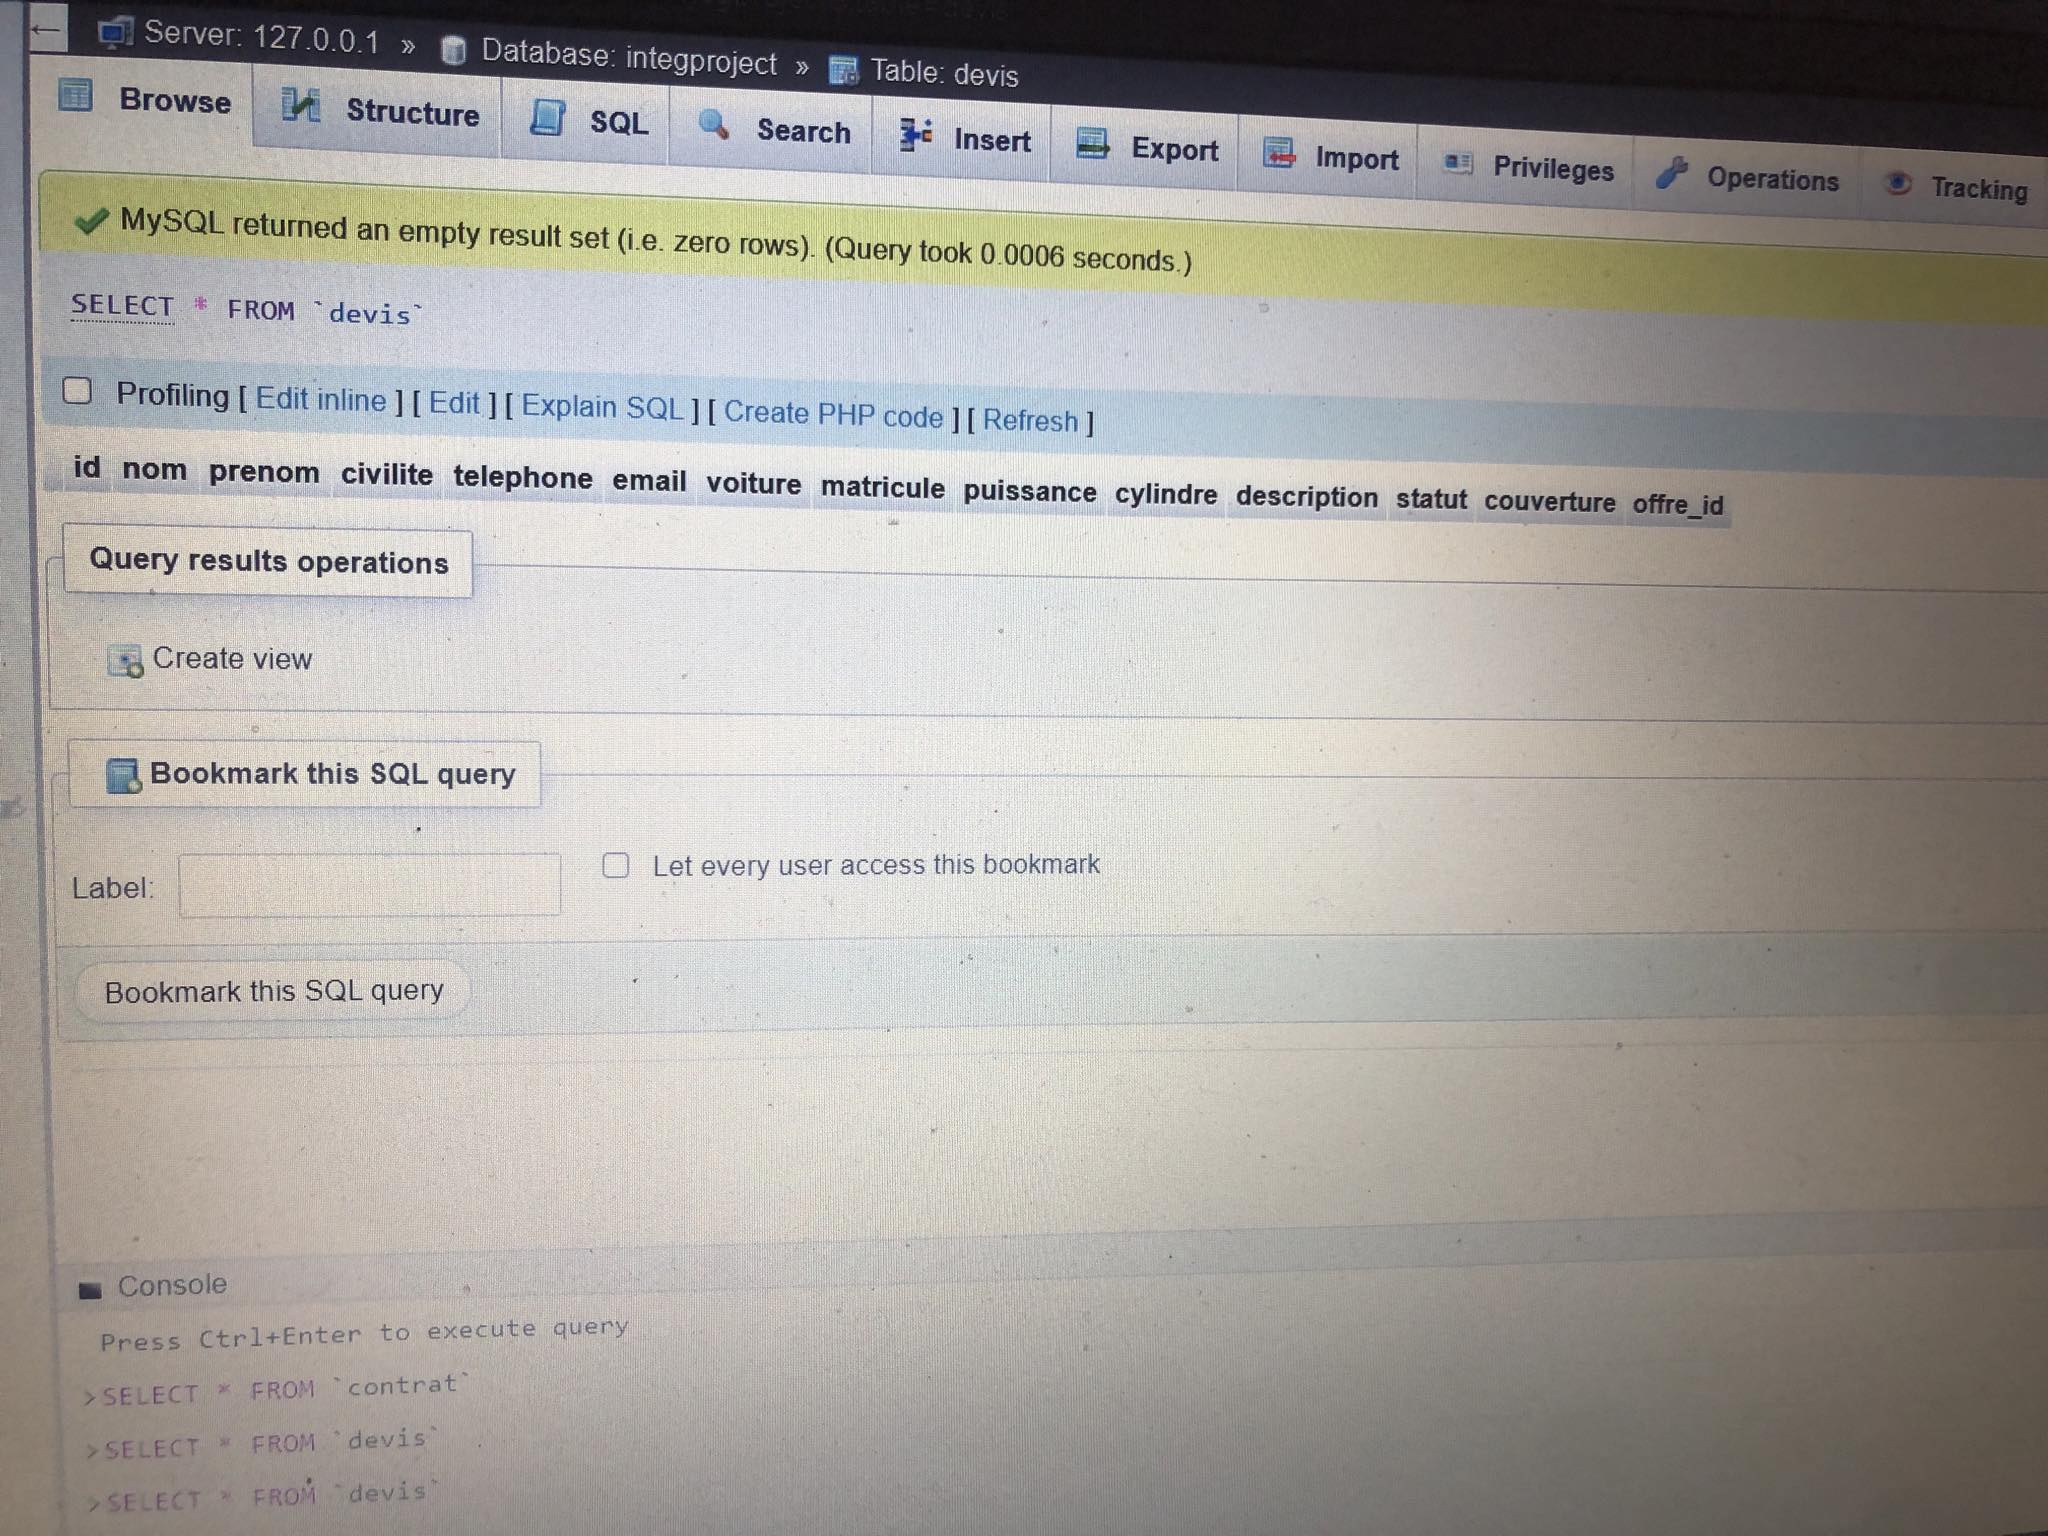 Server: 127.0.0.1 » Database: integproject » Table: devis
Browse Structure SQL Search Insert Export Import Privileges Operations Tracking
MySQL returned an empty result set (i.e. zero rows). (Query took 0.0006 seconds.)
SELECT * FROM `devis`
Profiling [ Edit inline ] [ Edit ] [ Explain SQL ] [ Create PHP code ] [ Refresh ]
id nom prenom civilite telephone email voiture matricule puissance cylindre description statut couverture offre_id
Query results operations
Create view
Bookmark this SQL query
Label:
Let every user access this bookmark
Bookmark this SQL query
Console
Press Ctrl+Enter to execute query
>SELECT * FROM `contrat`
>SELECT * FROM `devis`
>SELECT * FROM `devis`